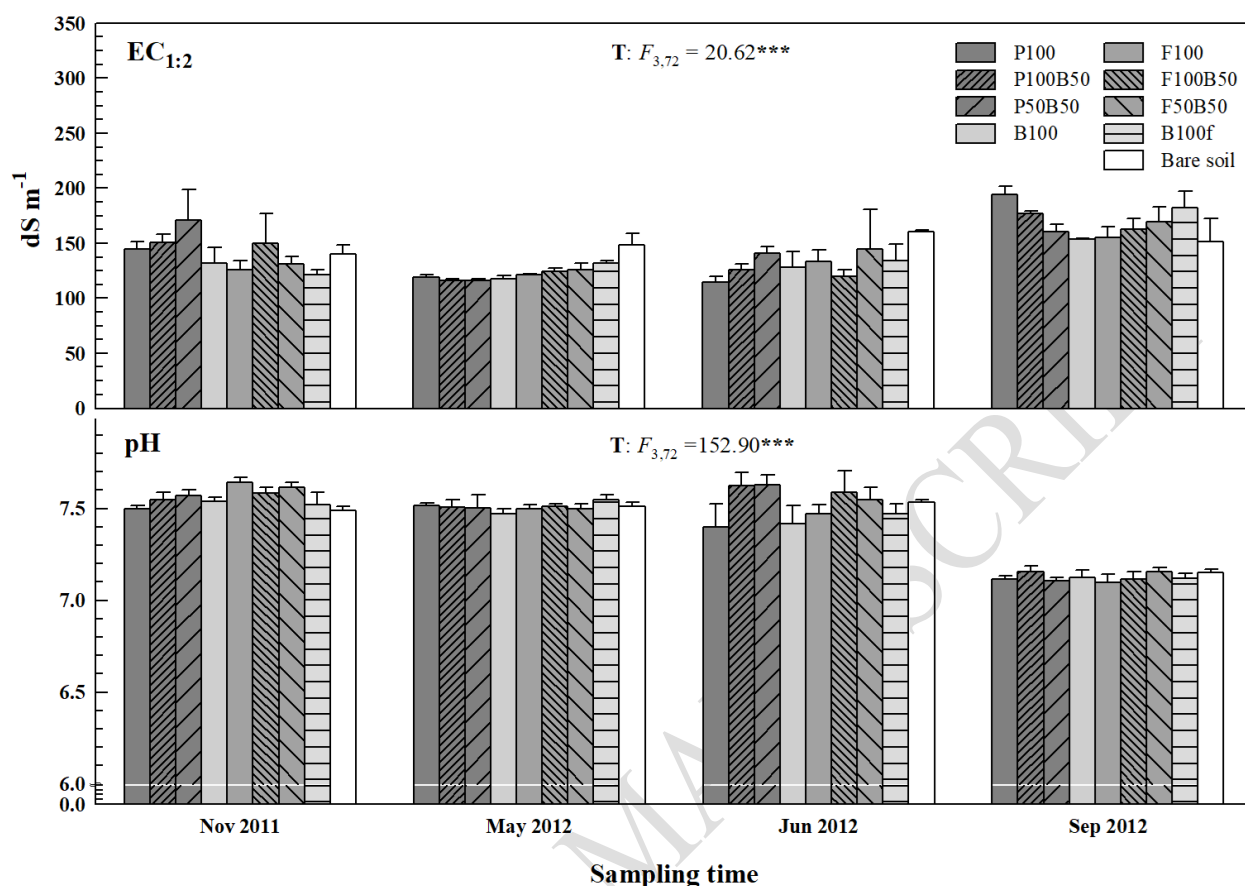 350
300
250
200
150
100
50
0
dS m⁻¹
EC₁:₂
T: F₃,₇₂ = 20.62***
P100
P100B50
P50B50
B100
F100
F100B50
F50B50
B100f
Bare soil
pH
T: F₃,₇₂ =152.90***
7.5
7.0
6.5
6.0
0.0
Nov 2011 May 2012 Jun 2012 Sep 2012
Sampling time